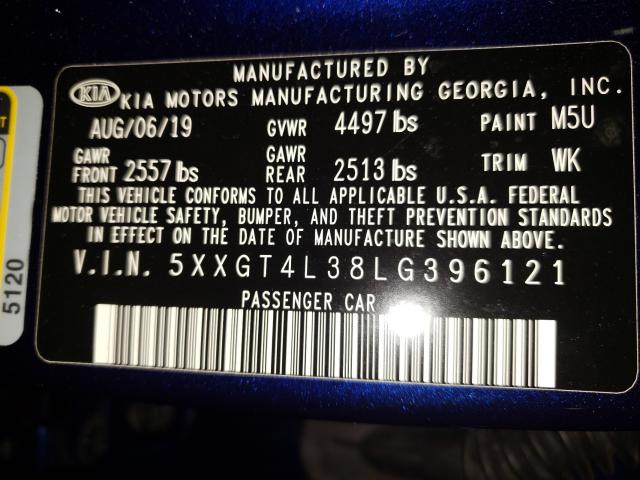 MANUFACTURED BY
KIA KIA MOTORS MANUFACTURING GEORGIA, INC.
AUG/06/19 GVWR 4497 lbs PAINT M5U
GAWR FRONT 2557 lbs GAWR REAR 2513 lbs TRIM WK
THIS VEHICLE CONFORMS TO ALL APPLICABLE U.S.A. FEDERAL
MOTOR VEHICLE SAFETY, BUMPER, AND THEFT PREVENTION STANDARDS
IN EFFECT ON THE DATE OF MANUFACTURE SHOWN ABOVE.
V.I.N. 5XXGT4L38LG396121
PASSENGER CAR
5120